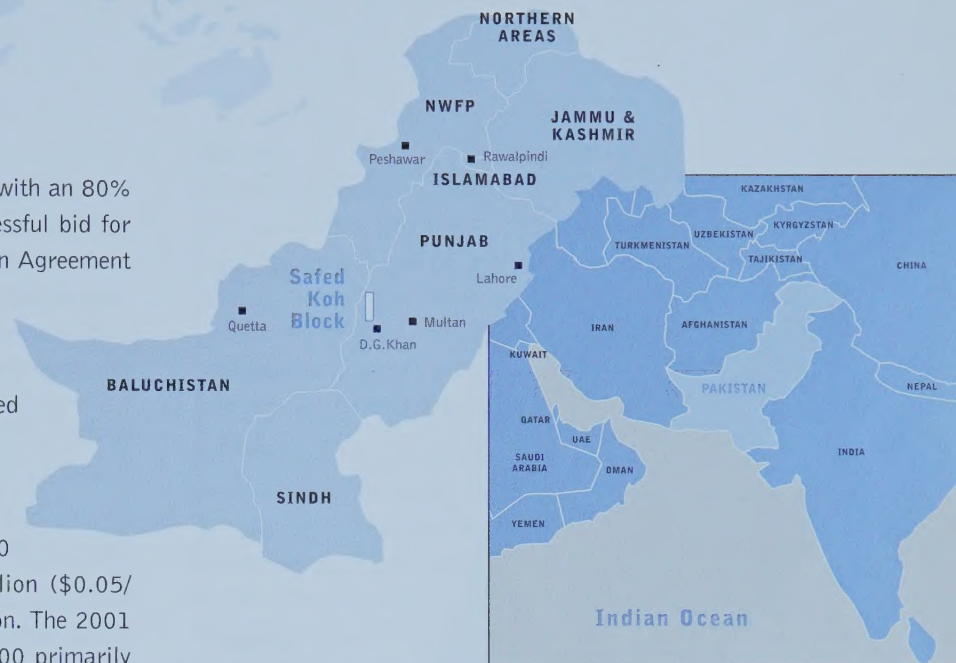 with an 80%
essful bid for
n Agreement
ed
0
lion ($0.05/
on. The 2001
00 primarily
NORTHERN
AREAS
NWFP
JAMMU &
KASHMIR
Peshawar
Rawalpindi
ISLAMABAD
PUNJAB
Lahore
Safed
Koh
Block
Quetta
Multan
D.G.Khan
BALUCHISTAN
SINDH
KAZAKHSTAN
UZBEKISTAN
KYRGYZSTAN
TURKMENISTAN
TAJIKISTAN
CHINA
IRAN
AFGHANISTAN
KUWAIT
PAKISTAN
NEPAL
QATAR
UAE
SAUDI
ARABIA
OMAN
INDIA
YEMEN
Indian Ocean